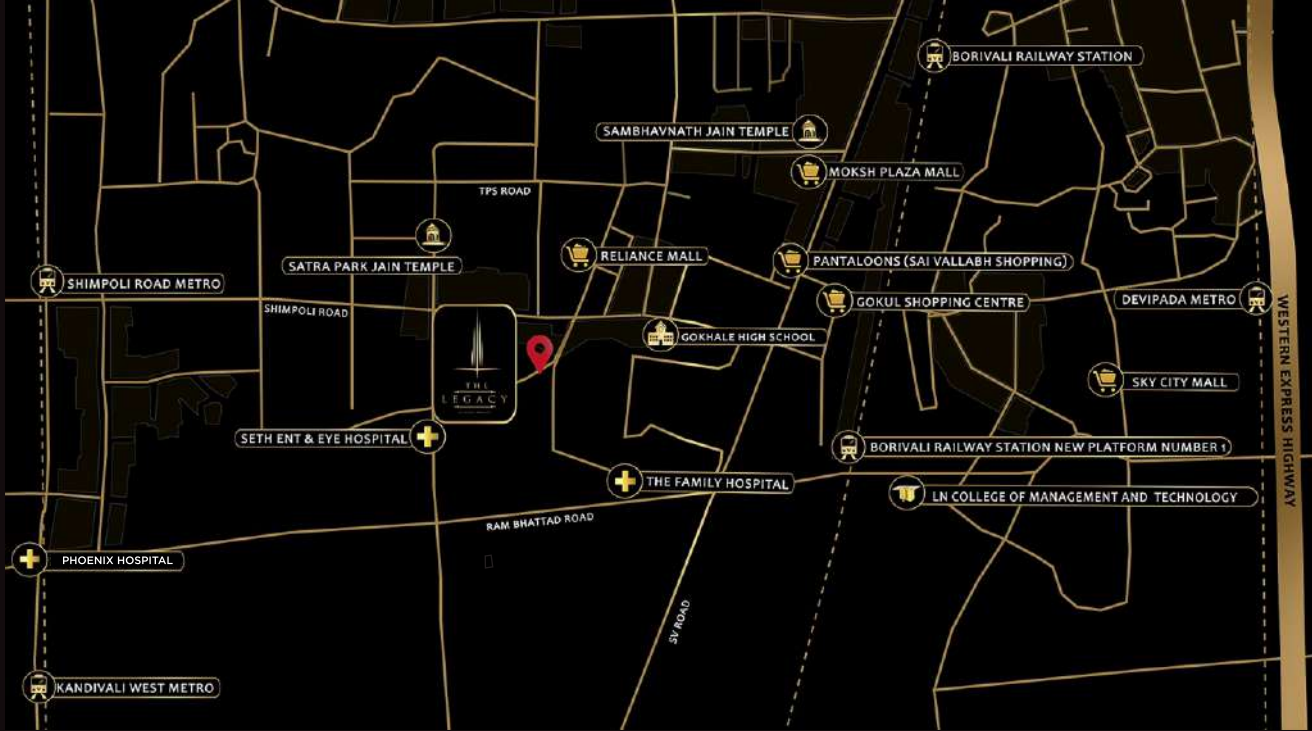 BORIVALI RAILWAY STATION
SAMBHAVNATH JAIN TEMPLE
MOKSH PLAZA MALL
TPS ROAD
RELIANCE MALL
PANTALOONS (SAI VALLABH SHOPPING)
SATRA PARK JAIN TEMPLE
SHIMPOLI ROAD METRO
GOKUL SHOPPING CENTRE
DEVIPADA METRO
SHIMPOLI ROAD
GOKHALE HIGH SCHOOL
WESTERN EXPRESS HIGHWAY
THE
LEGACY
SKY CITY MALL
SETH ENT & EYE HOSPITAL
BORIVALI RAILWAY STATION NEW PLATFORM NUMBER 1
THE FAMILY HOSPITAL
LN COLLEGE OF MANAGEMENT AND TECHNOLOGY
RAM BHATTAD ROAD
PHOENIX HOSPITAL
SV ROAD
KANDIVALI WEST METRO